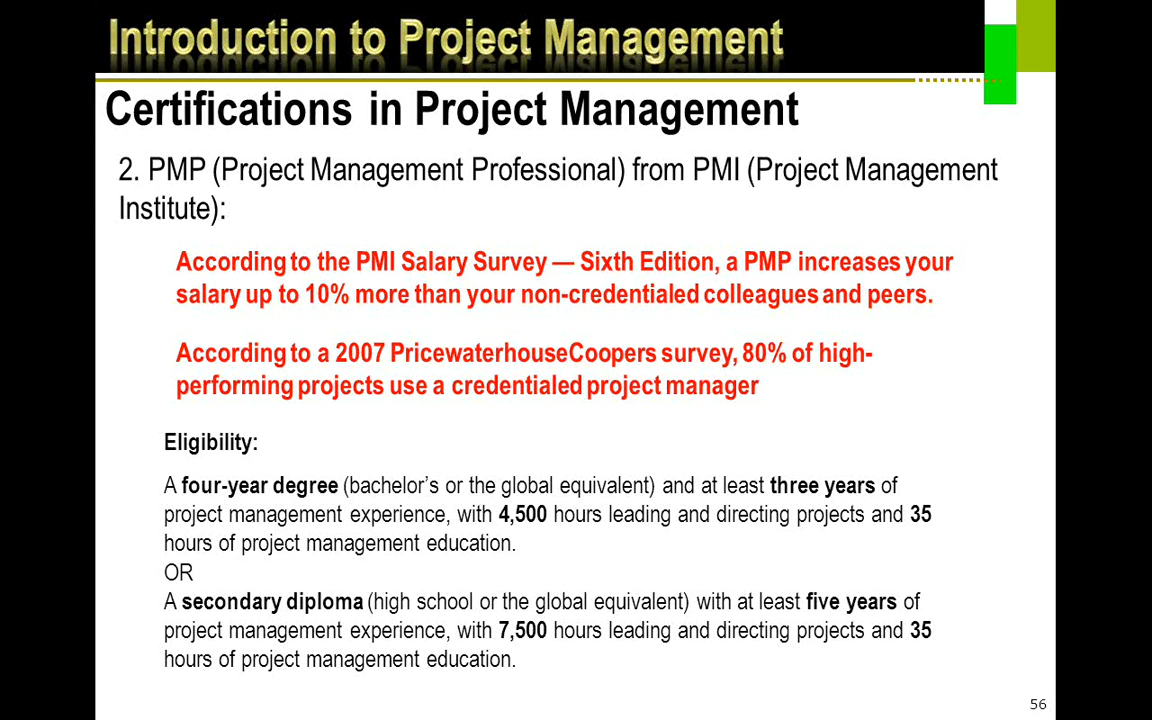 Introduction to Project Management
Certifications in Project Management
2. PMP (Project Management Professional) from PMI (Project Management
Institute):
According to the PMI Salary Survey — Sixth Edition, a PMP increases your
salary up to 10% more than your non-credentialed colleagues and peers.
According to a 2007 PricewaterhouseCoopers survey, 80% of high-
performing projects use a credentialed project manager
Eligibility:
A four-year degree (bachelor’s or the global equivalent) and at least three years of
project management experience, with 4,500 hours leading and directing projects and 35
hours of project management education.
OR
A secondary diploma (high school or the global equivalent) with at least five years of
project management experience, with 7,500 hours leading and directing projects and 35
hours of project management education.
56